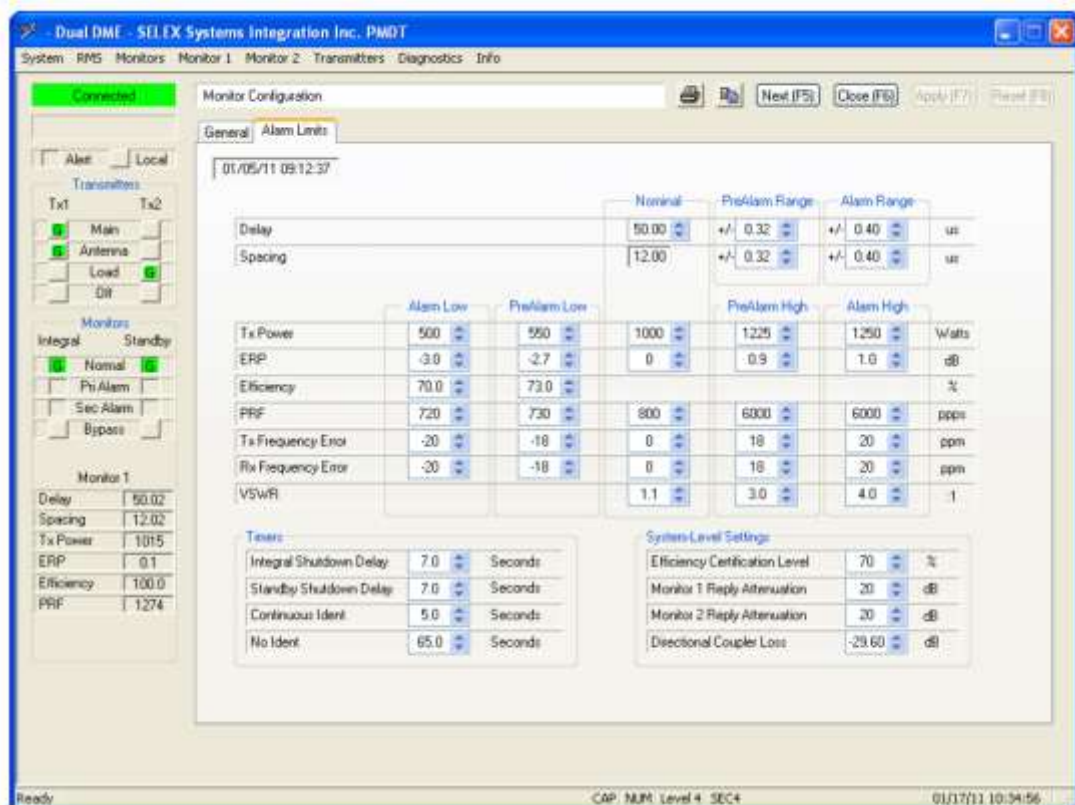 - Dual DME - SELEX Systems Integration Inc. PMDT
System RMS Monitors Monitor 1 Monitor 2 Transmitters Diagnostics Info
Connected
Monitor Configuration
Next (F5) Close (F6) Apply (F7) Reset (F8)
General Alarm Limits
Alert Local
01/05/11 09:12:37
Transmitters
Tx1 Tx2
G Main
G Antenna
Load G
Off
Monitors
Integral Standby
G Normal G
Pri Alarm
Sec Alarm
Bypass
Monitor 1
Delay 50.02
Spacing 12.02
Tx Power 1015
ERP 0.1
Efficiency 100.0
PRF 1274
Nominal PreAlarm Range Alarm Range
Delay 50.00 +/- 0.32 +/- 0.40 us
Spacing 12.00 +/- 0.32 +/- 0.40 us
Alarm Low PreAlarm Low PreAlarm High Alarm High
Tx Power 500 550 1000 1225 1250 Watts
ERP -3.0 -2.7 0 0.9 1.0 dB
Efficiency 70.0 73.0 %
PRF 720 730 800 6000 6000 ppps
Tx Frequency Error -20 -18 0 18 20 ppm
Rx Frequency Error -20 -18 0 18 20 ppm
VSWR 1.1 3.0 4.0 :1
Timers
Integral Shutdown Delay 7.0 Seconds
Standby Shutdown Delay 7.0 Seconds
Continuous Ident 5.0 Seconds
No Ident 65.0 Seconds
System-Level Settings
Efficiency Certification Level 70 %
Monitor 1 Reply Attenuation 20 dB
Monitor 2 Reply Attenuation 20 dB
Directional Coupler Loss -29.60 dB
Ready CAP NUM Level 4 SEC4 01/17/11 10:34:56